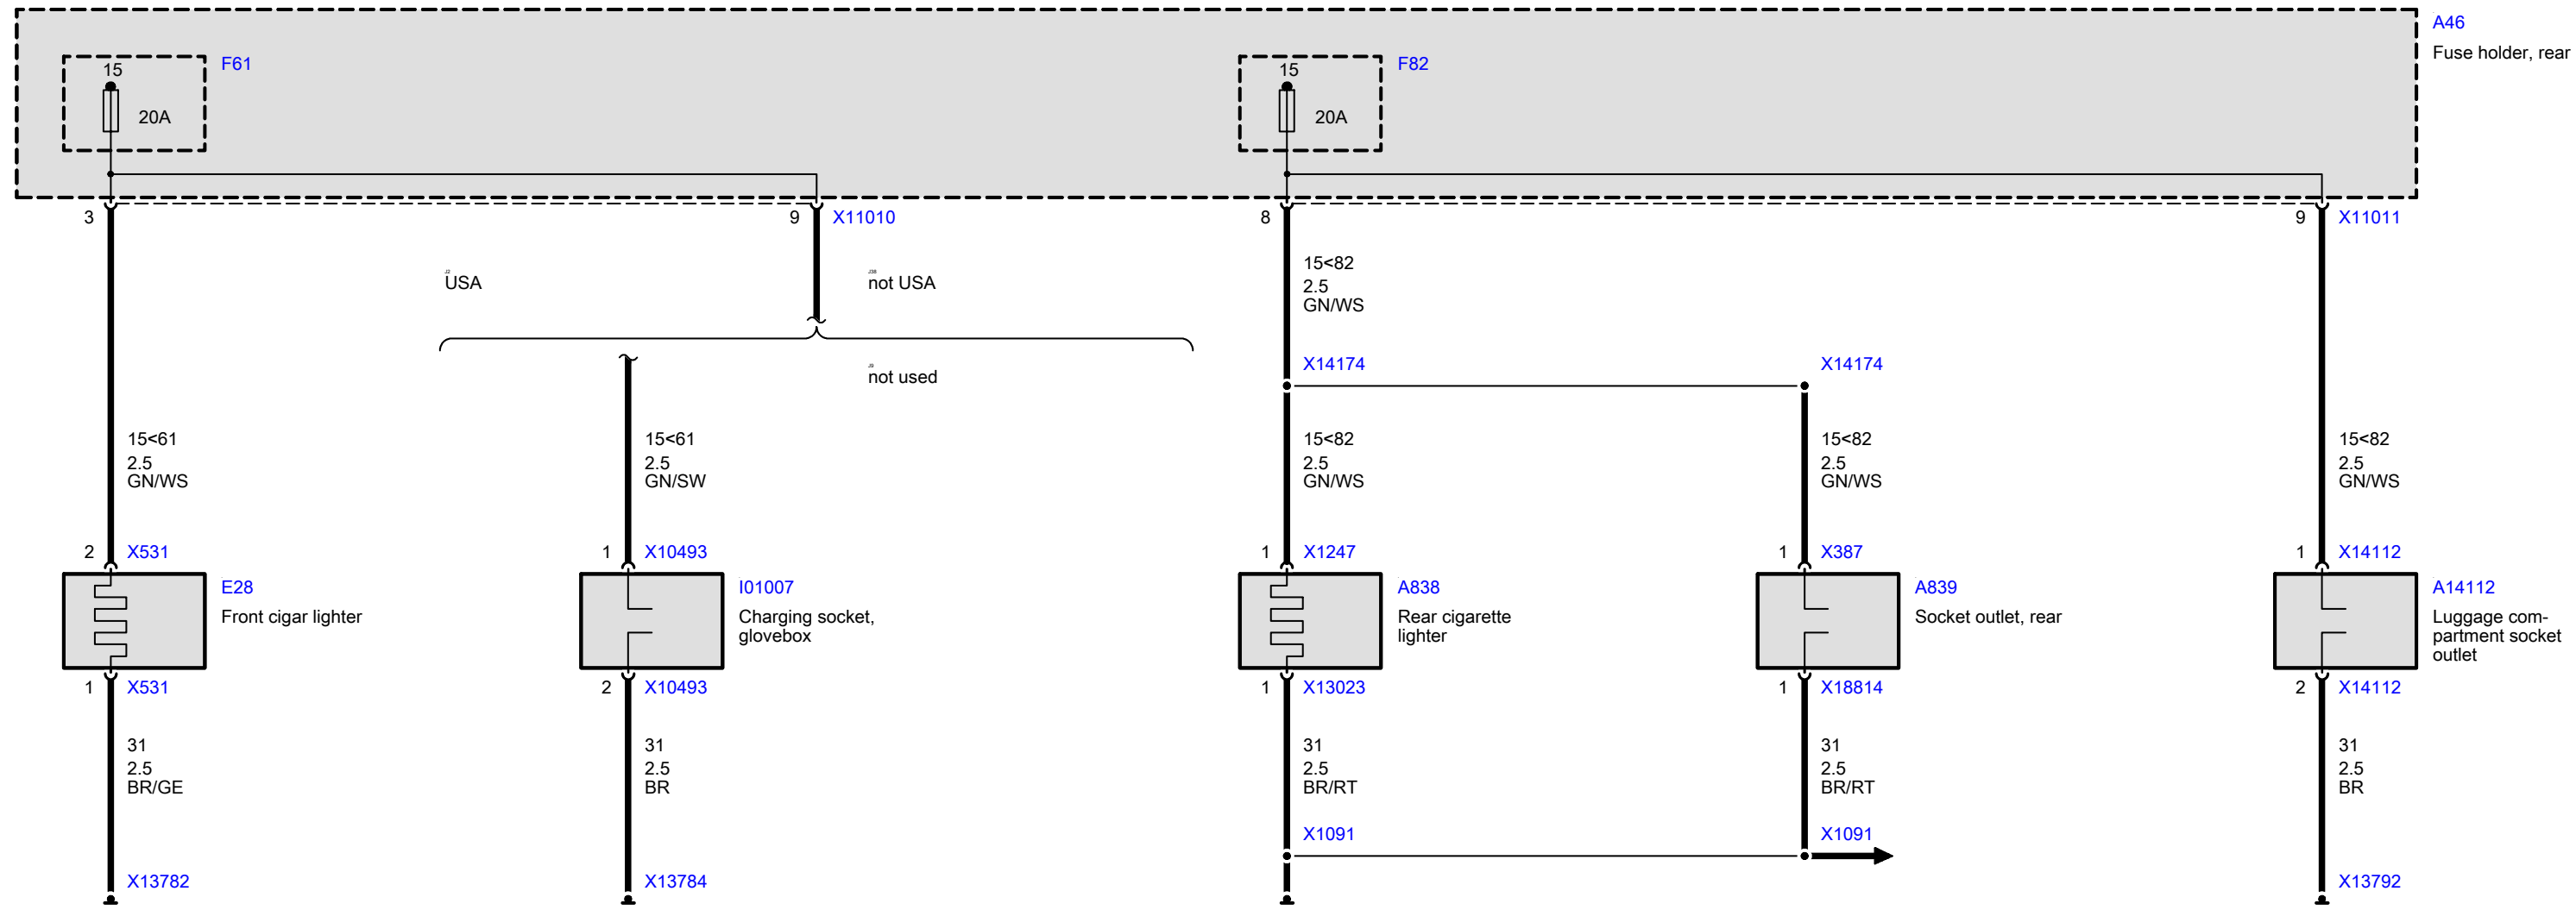 A46
Fuse holder, rear
F61
15
20A
F82
15
20A
3
9
X11010
8
9
X11011
USA
not USA
not used
15<82
2.5
GN/WS
X14174
X14174
15<61
2.5
GN/WS
15<61
2.5
GN/SW
15<82
2.5
GN/WS
15<82
2.5
GN/WS
15<82
2.5
GN/WS
2
X531
1
X10493
1
X1247
1
X387
1
X14112
E28
Front cigar lighter
I01007
Charging socket,
glovebox
A838
Rear cigarette
lighter
A839
Socket outlet, rear
A14112
Luggage com-
partment socket
outlet
1
X531
2
X10493
1
X13023
1
X18814
2
X14112
31
2.5
BR/GE
31
2.5
BR
31
2.5
BR/RT
31
2.5
BR/RT
31
2.5
BR
X1091
X1091
X13782
X13784
X13792